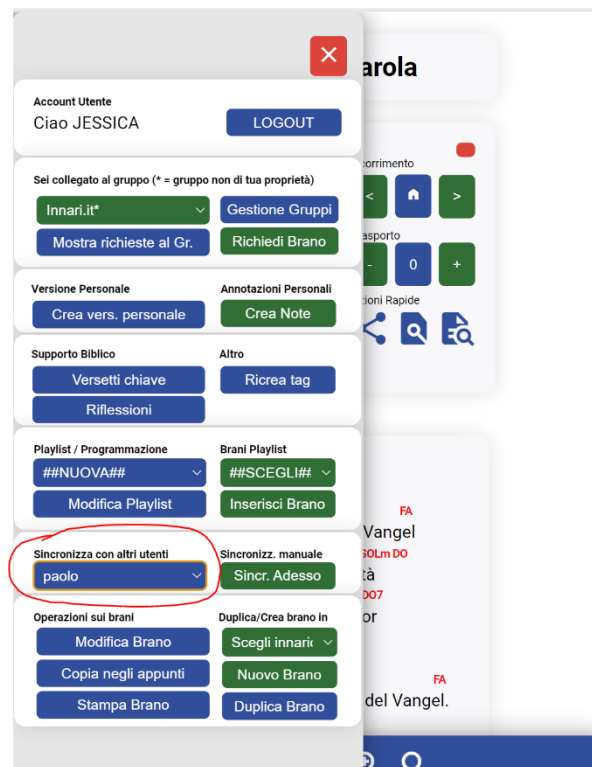 ×
arola
Account Utente
Ciao JESSICA
LOGOUT
Sei collegato al gruppo (* = gruppo non di tua proprietà)
Innari.it*
Gestione Gruppi
Mostra richieste al Gr.
Richiedi Brano
corrimento
<
>
asporto
-
0
+
Versione Personale
Annotazioni Personali
Crea vers. personale
Crea Note
ioni Rapide
Supporto Biblico
Altro
Versetti chiave
Ricrea tag
Riflessioni
Playlist / Programmazione
Brani Playlist
##NUOVA##
##SCEGLI##
Modifica Playlist
Inserisci Brano
Sincronizza con altri utenti
Sincronizz. manuale
paolo
Sincr. Adesso
Operazioni sui brani
Duplica/Crea brano in
Modifica Brano
Scegli innari
Copia negli appunti
Nuovo Brano
Stampa Brano
Duplica Brano
FA
Vangel
SOLm DO
tà
DO7
or
FA
del Vangel.